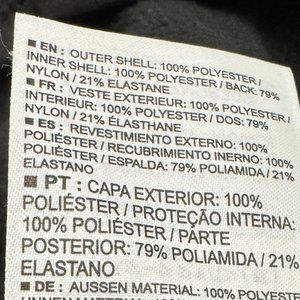 EN : OUTER SHELL: 100% POLYESTER /
INNER SHELL: 100% POLYESTER / BACK: 79%
NYLON / 21% ELASTANE
FR : VESTE EXTERIEUR: 100% POLYESTER /
INTERIEUR: 100% POLYESTER / DOS: 79%
NYLON / 21% ÉLASTHANE
ES : REVESTIMIENTO EXTERNO: 100%
POLIÉSTER / RECUBRIMIENTO INERNO: 100%
POLIÉSTER / ESPALDA: 79% POLIAMIDA / 21%
ELASTANO
PT : CAPA EXTERIOR: 100%
POLIÉSTER / PROTEÇÃO INTERNA:
100% POLIÉSTER / PARTE
POSTERIOR: 79% POLIAMIDA / 21%
ELASTANO
DE : AUSSEN MATERIAL: 100% POLYESTER